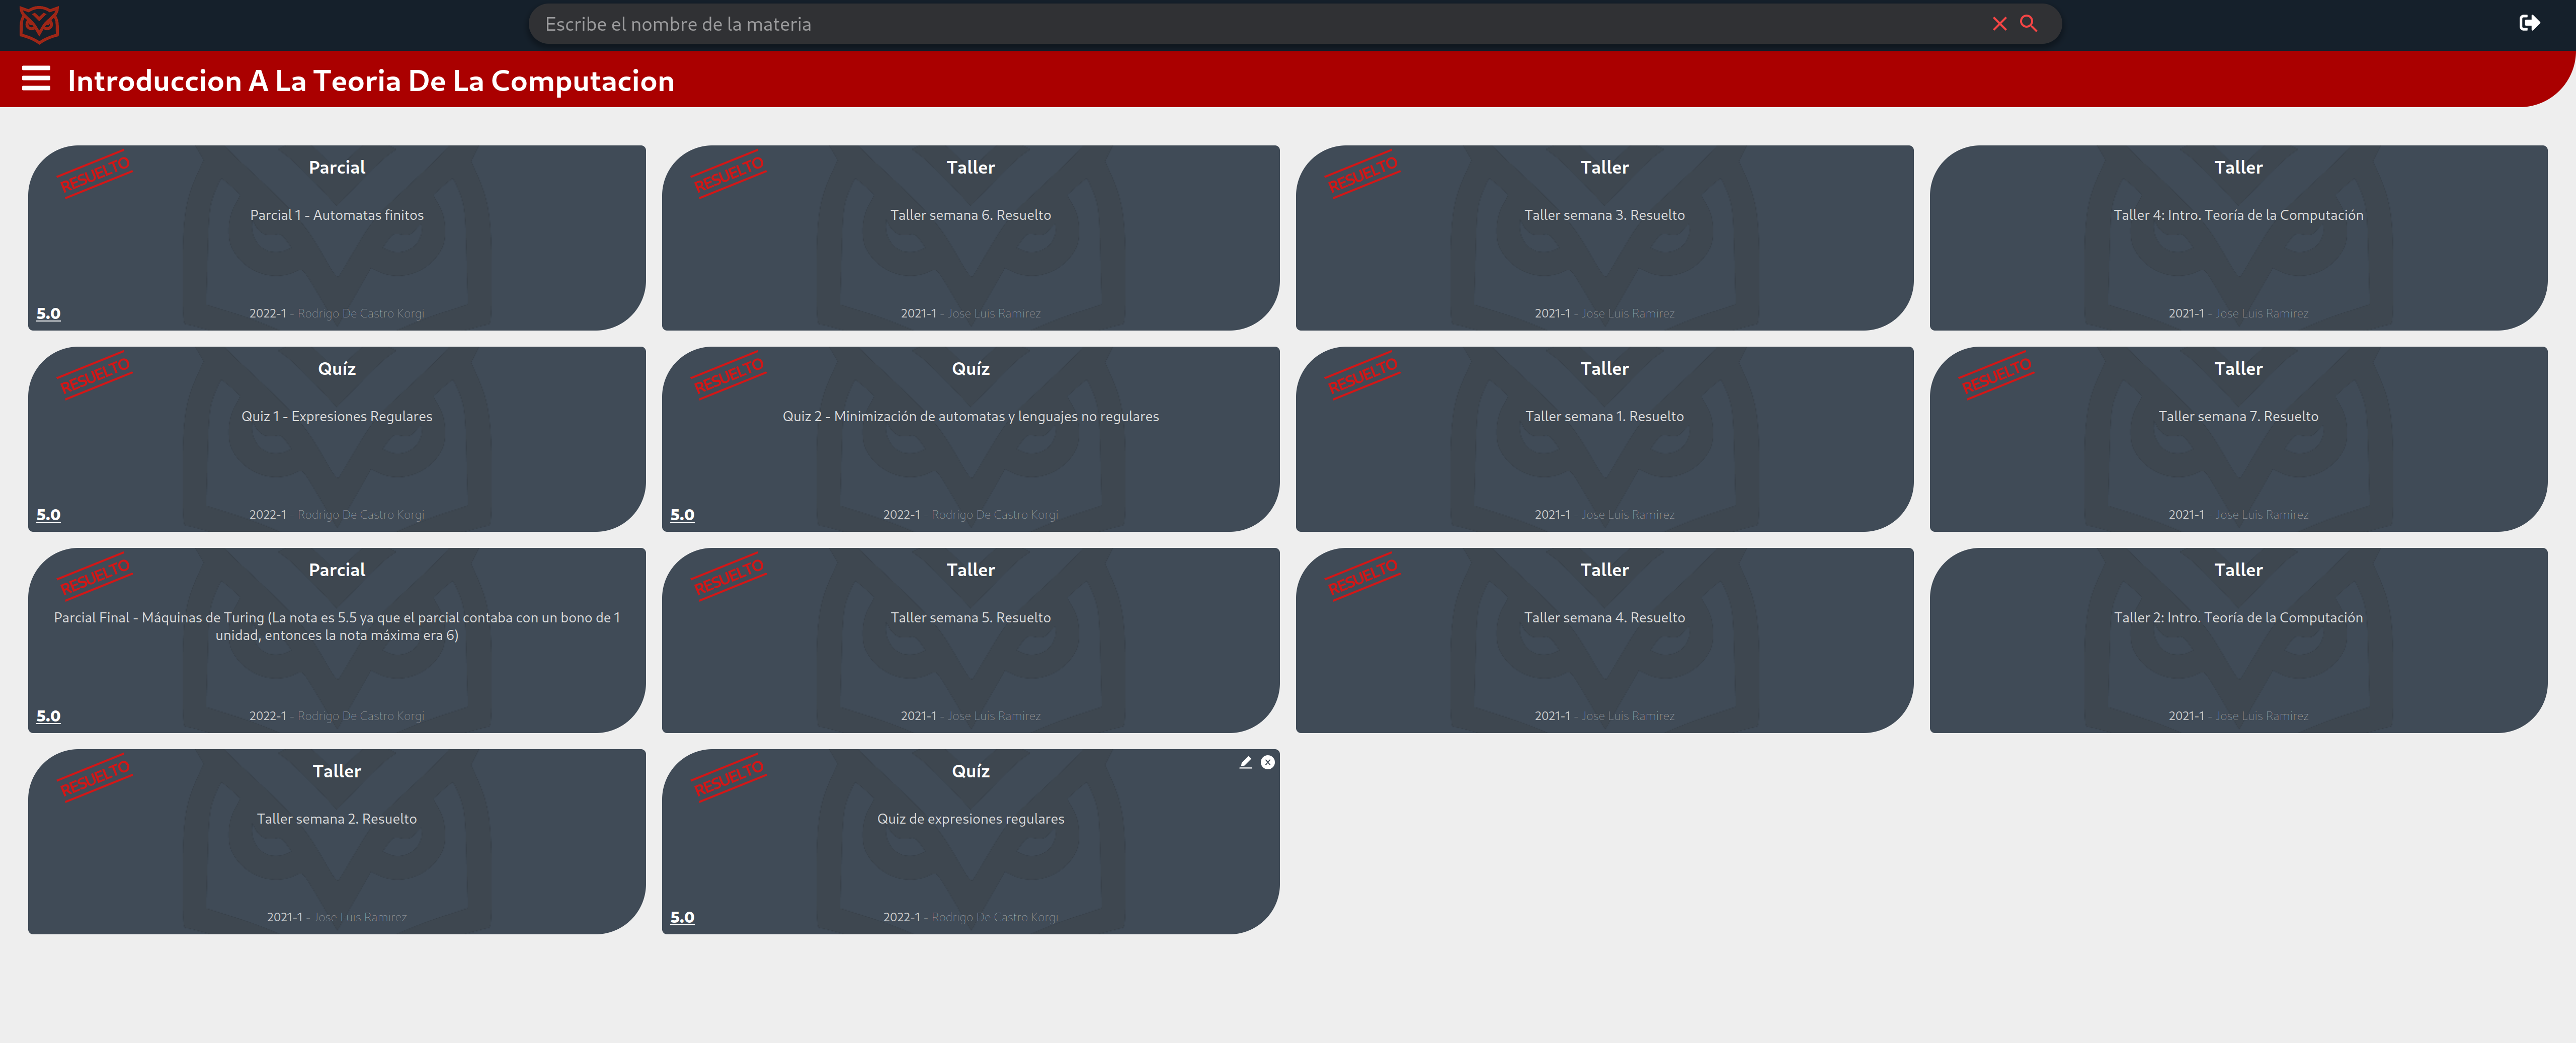 Escribe el nombre de la materia
Introduccion A La Teoria De La Computacion
RESUELTO
Parcial
Parcial 1 - Automatas finitos
5.0
2022-1 - Rodrigo De Castro Korgi
RESUELTO
Taller
Taller semana 6. Resuelto
2021-1 - Jose Luis Ramirez
RESUELTO
Taller
Taller semana 3. Resuelto
2021-1 - Jose Luis Ramirez
Taller
Taller 4: Intro. Teoría de la Computación
2021-1 - Jose Luis Ramirez
RESUELTO
Quíz
Quiz 1 - Expresiones Regulares
5.0
2022-1 - Rodrigo De Castro Korgi
RESUELTO
Quíz
Quiz 2 - Minimización de automatas y lenguajes no regulares
5.0
2022-1 - Rodrigo De Castro Korgi
RESUELTO
Taller
Taller semana 1. Resuelto
2021-1 - Jose Luis Ramirez
RESUELTO
Taller
Taller semana 7. Resuelto
2021-1 - Jose Luis Ramirez
RESUELTO
Parcial
Parcial Final - Máquinas de Turing (La nota es 5.5 ya que el parcial contaba con un bono de 1
unidad, entonces la nota máxima era 6)
5.0
2022-1 - Rodrigo De Castro Korgi
RESUELTO
Taller
Taller semana 5. Resuelto
2021-1 - Jose Luis Ramirez
RESUELTO
Taller
Taller semana 4. Resuelto
2021-1 - Jose Luis Ramirez
Taller
Taller 2: Intro. Teoría de la Computación
2021-1 - Jose Luis Ramirez
RESUELTO
Taller
Taller semana 2. Resuelto
2021-1 - Jose Luis Ramirez
RESUELTO
Quíz
Quiz de expresiones regulares
5.0
2022-1 - Rodrigo De Castro Korgi